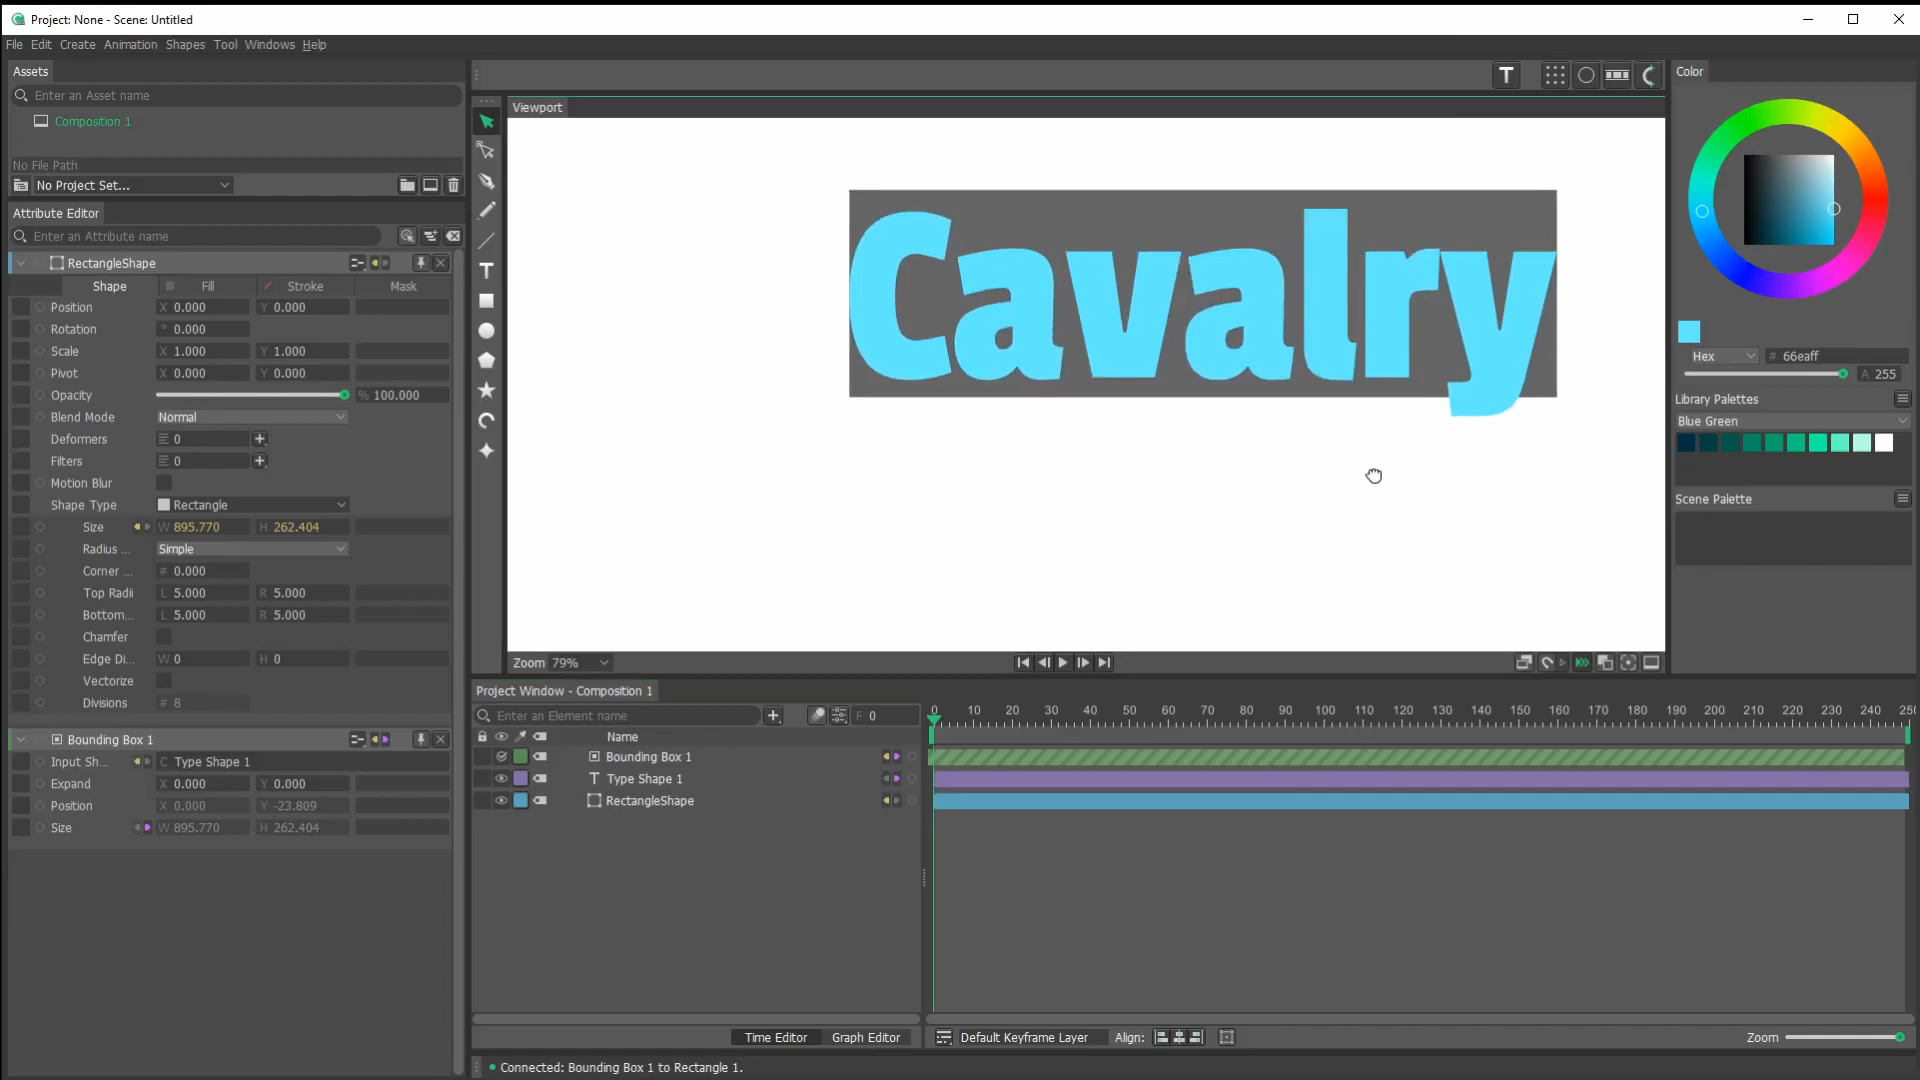 Project: None - Scene: Untitled
File Edit Create Animation Shapes Tool Windows Help
Assets
Enter an Asset name
Composition 1
No File Path
No Project Set...
Attribute Editor
Enter an Attribute name
RectangleShape
Shape Fill Stroke Mask
Position X 0.000 Y 0.000
Rotation ° 0.000
Scale X 1.000 Y 1.000
Pivot X 0.000 Y 0.000
Opacity % 100.000
Blend Mode Normal
Deformers 0
Filters 0
Motion Blur
Shape Type Rectangle
Size W 895.770 H 262.404
Radius ... Simple
Corner ... # 0.000
Top Radii L 5.000 R 5.000
Bottom... L 5.000 R 5.000
Chamfer
Edge Di... W 0 H 0
Vectorize
Divisions # 8
Bounding Box 1
Input Sh... C Type Shape 1
Expand X 0.000 Y 0.000
Position X 0.000 Y -23.809
Size W 895.770 H 262.404
Viewport
Cavalry
Zoom 79%
Color
Hex # 66eaff
A 255
Library Palettes
Blue Green
Scene Palette
Project Window - Composition 1
Enter an Element name F 0
0 10 20 30 40 50 60 70 80 90 100 110 120 130 140 150 160 170 180 190 200 210 220 230 240 250
Name
Bounding Box 1
Type Shape 1
RectangleShape
Time Editor Graph Editor Default Keyframe Layer Align: Zoom
Connected: Bounding Box 1 to Rectangle 1.